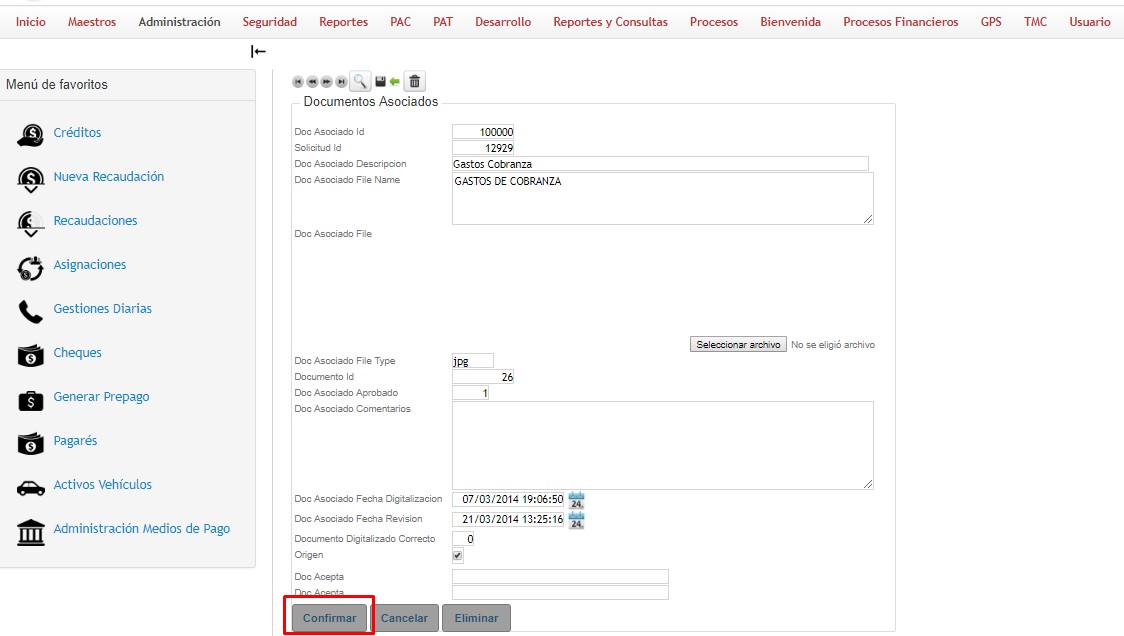 Inicio Maestros Administración Seguridad Reportes PAC PAT Desarrollo Reportes y Consultas Procesos Bienvenida Procesos Financieros GPS TMC Usuario
Menú de favoritos
Créditos
Nueva Recaudación
Recaudaciones
Asignaciones
Gestiones Diarias
Cheques
Generar Prepago
Pagarés
Activos Vehículos
Administración Medios de Pago
Documentos Asociados
Doc Asociado Id 100000
Solicitud Id 12929
Doc Asociado Descripcion Gastos Cobranza
Doc Asociado File Name GASTOS DE COBRANZA
Doc Asociado File
Seleccionar archivo No se eligió archivo
Doc Asociado File Type jpg
Documento Id 26
Doc Asociado Aprobado 1
Doc Asociado Comentarios
Doc Asociado Fecha Digitalizacion 07/03/2014 19:06:50 24
Doc Asociado Fecha Revision 21/03/2014 13:25:16 24
Documento Digitalizado Correcto 0
Origen
Doc Acepta
Doc Acepta
Confirmar Cancelar Eliminar